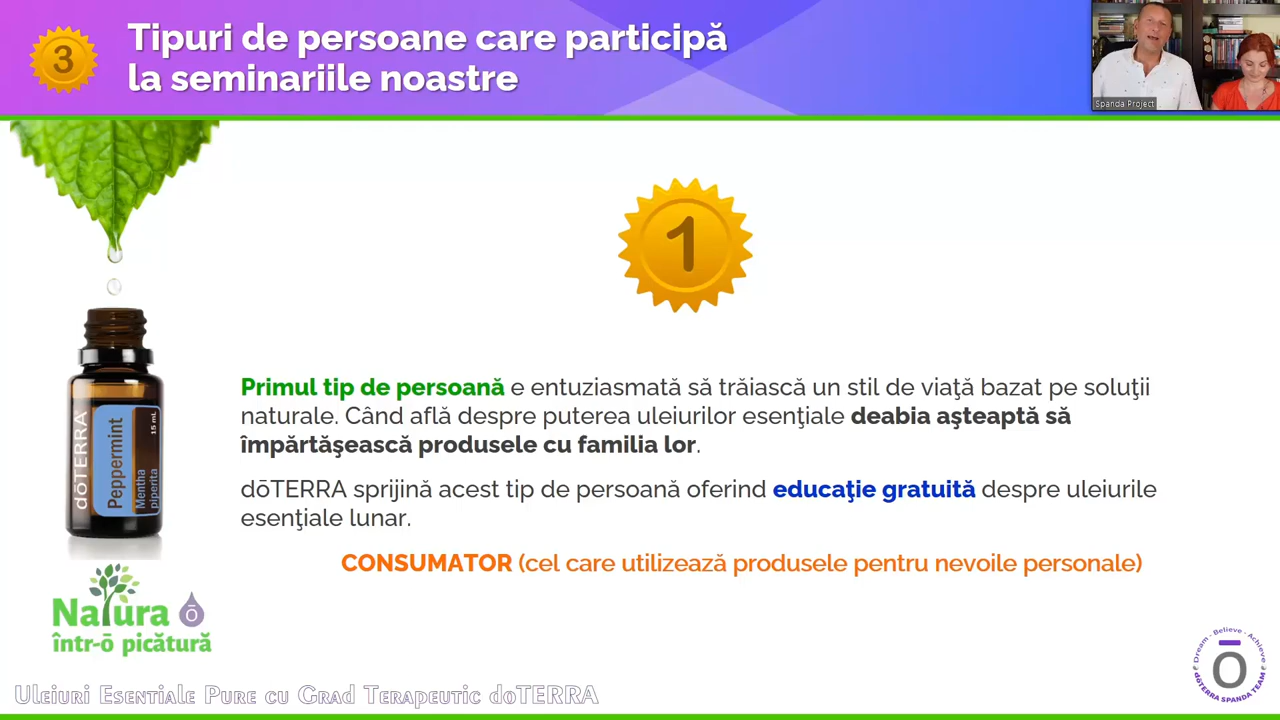 3
Tipuri de persoane care participă
la seminariile noastre
Spanda Project
1
Primul tip de persoană e entuziasmată să trăiască un stil de viaţă bazat pe soluţii
naturale. Când află despre puterea uleiurilor esenţiale deabia aşteaptă să
împărtăşească produsele cu familia lor.
dōTERRA sprijină acest tip de persoană oferind educaţie gratuită despre uleiurile
esenţiale lunar.
CONSUMATOR (cel care utilizează produsele pentru nevoile personale)
dōTERRA
Peppermint
Mentha
piperita
15 mL
Natura ō
într-ō picătură
Dream - Believe - Achieve
Ō
dōTERRA SPANDA TEAM
Uleiuri Esentiale Pure cu Grad Terapeutic doTERRA